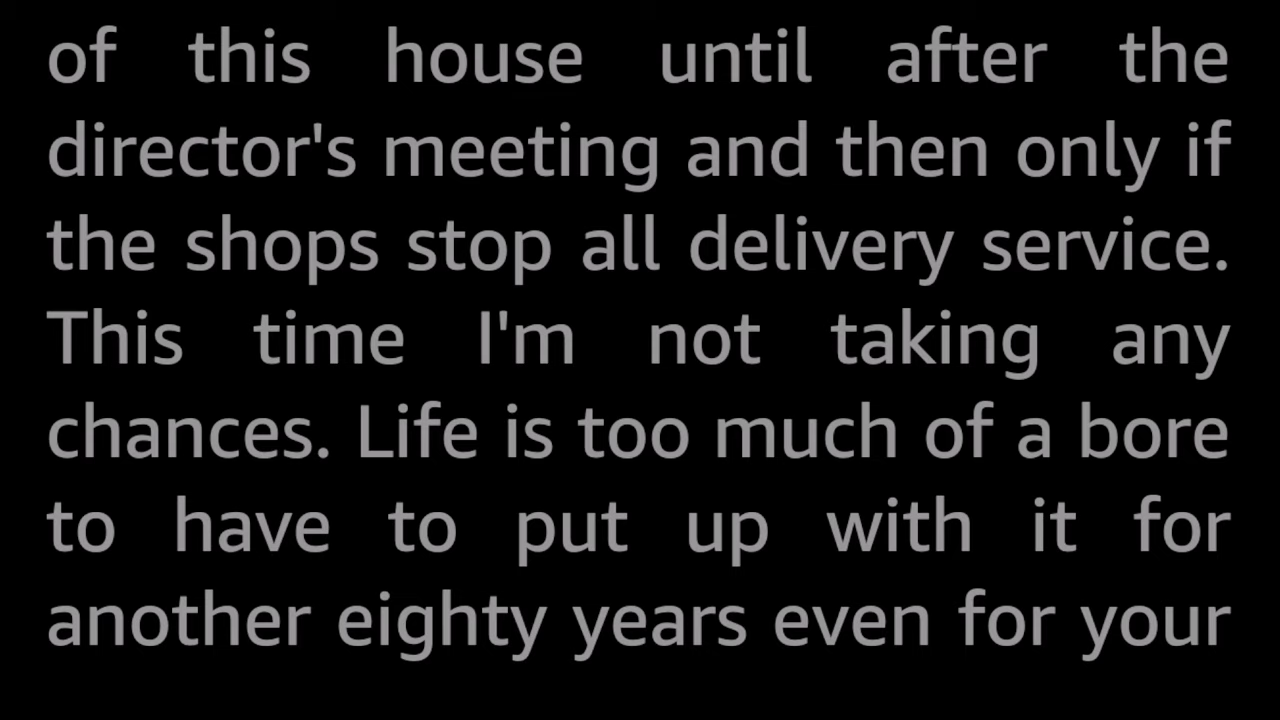 of this house until after the
director's meeting and then only if
the shops stop all delivery service.
This time I'm not taking any
chances. Life is too much of a bore
to have to put up with it for
another eighty years even for your